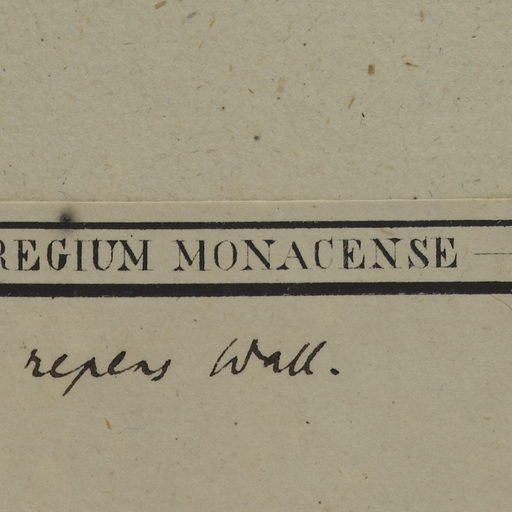 REGIUM MONACENSE —
repens Wall.